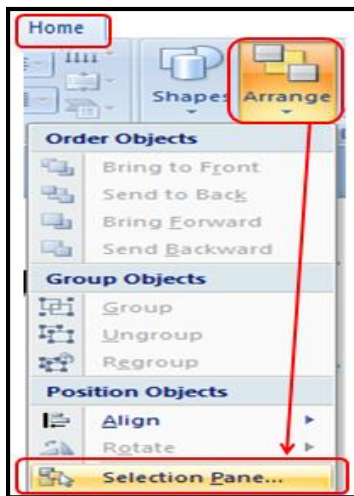 Home
Shapes Arrange
Order Objects
Bring to Front
Send to Back
Bring Forward
Send Backward
Group Objects
Group
Ungroup
Regroup
Position Objects
Align
Rotate
Selection Pane...